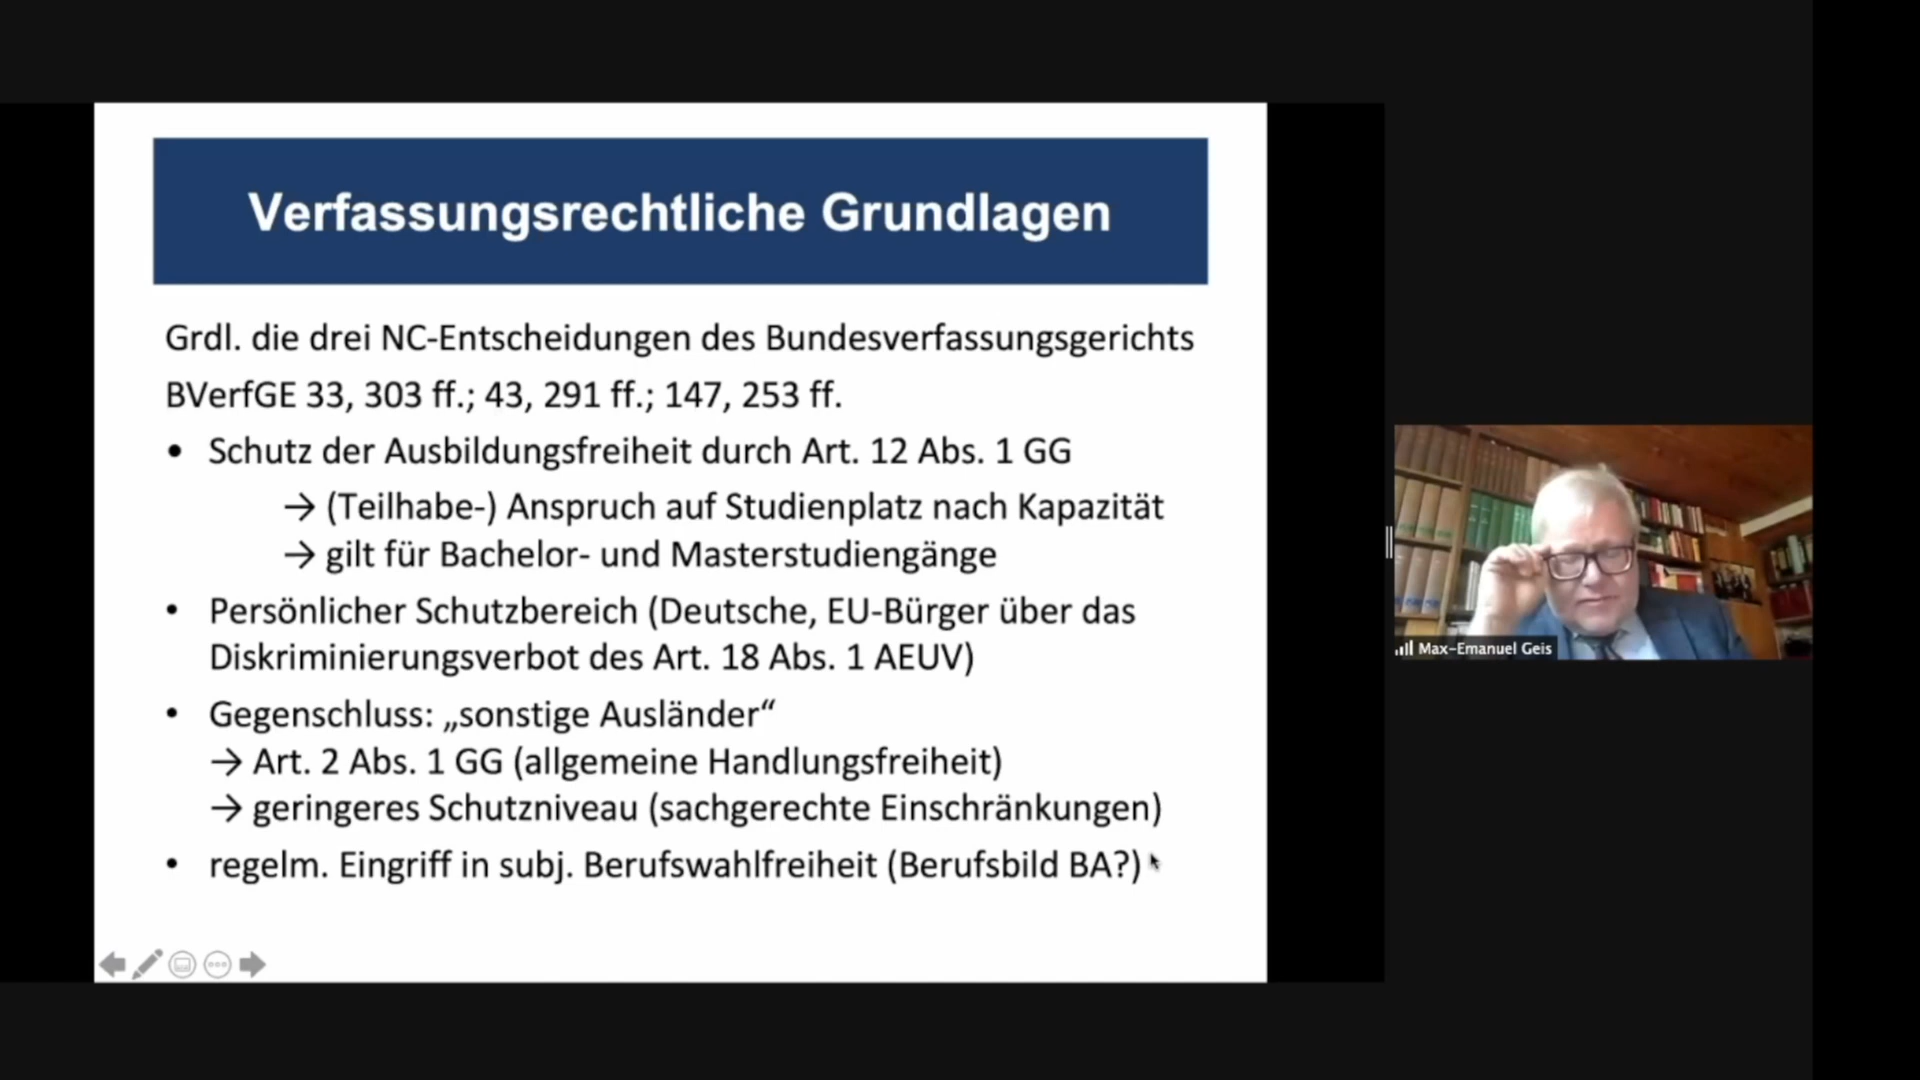 Verfassungsrechtliche Grundlagen
Grdl. die drei NC-Entscheidungen des Bundesverfassungsgerichts
BVerfGE 33, 303 ff.; 43, 291 ff.; 147, 253 ff.
• Schutz der Ausbildungsfreiheit durch Art. 12 Abs. 1 GG
→ (Teilhabe-) Anspruch auf Studienplatz nach Kapazität
→ gilt für Bachelor- und Masterstudiengänge
• Persönlicher Schutzbereich (Deutsche, EU-Bürger über das
Diskriminierungsverbot des Art. 18 Abs. 1 AEUV)
• Gegenschluss: „sonstige Ausländer“
→ Art. 2 Abs. 1 GG (allgemeine Handlungsfreiheit)
→ geringeres Schutzniveau (sachgerechte Einschränkungen)
• regelm. Eingriff in subj. Berufswahlfreiheit (Berufsbild BA?)
Max-Emanuel Geis